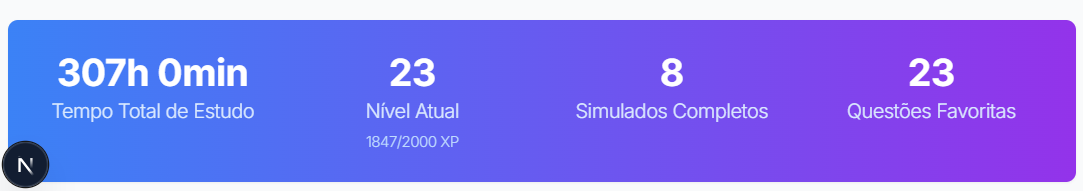 307h 0min
Tempo Total de Estudo
23
Nível Atual
1847/2000 XP
8
Simulados Completos
23
Questões Favoritas
N